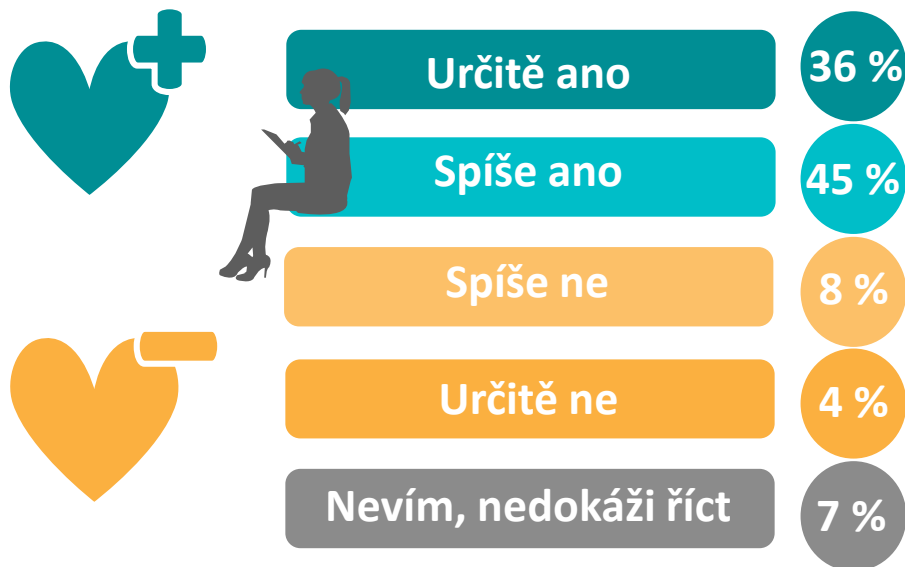 Určitě ano 36 %
Spíše ano 45 %
Spíše ne 8 %
Určitě ne 4 %
Nevím, nedokáži říct 7 %